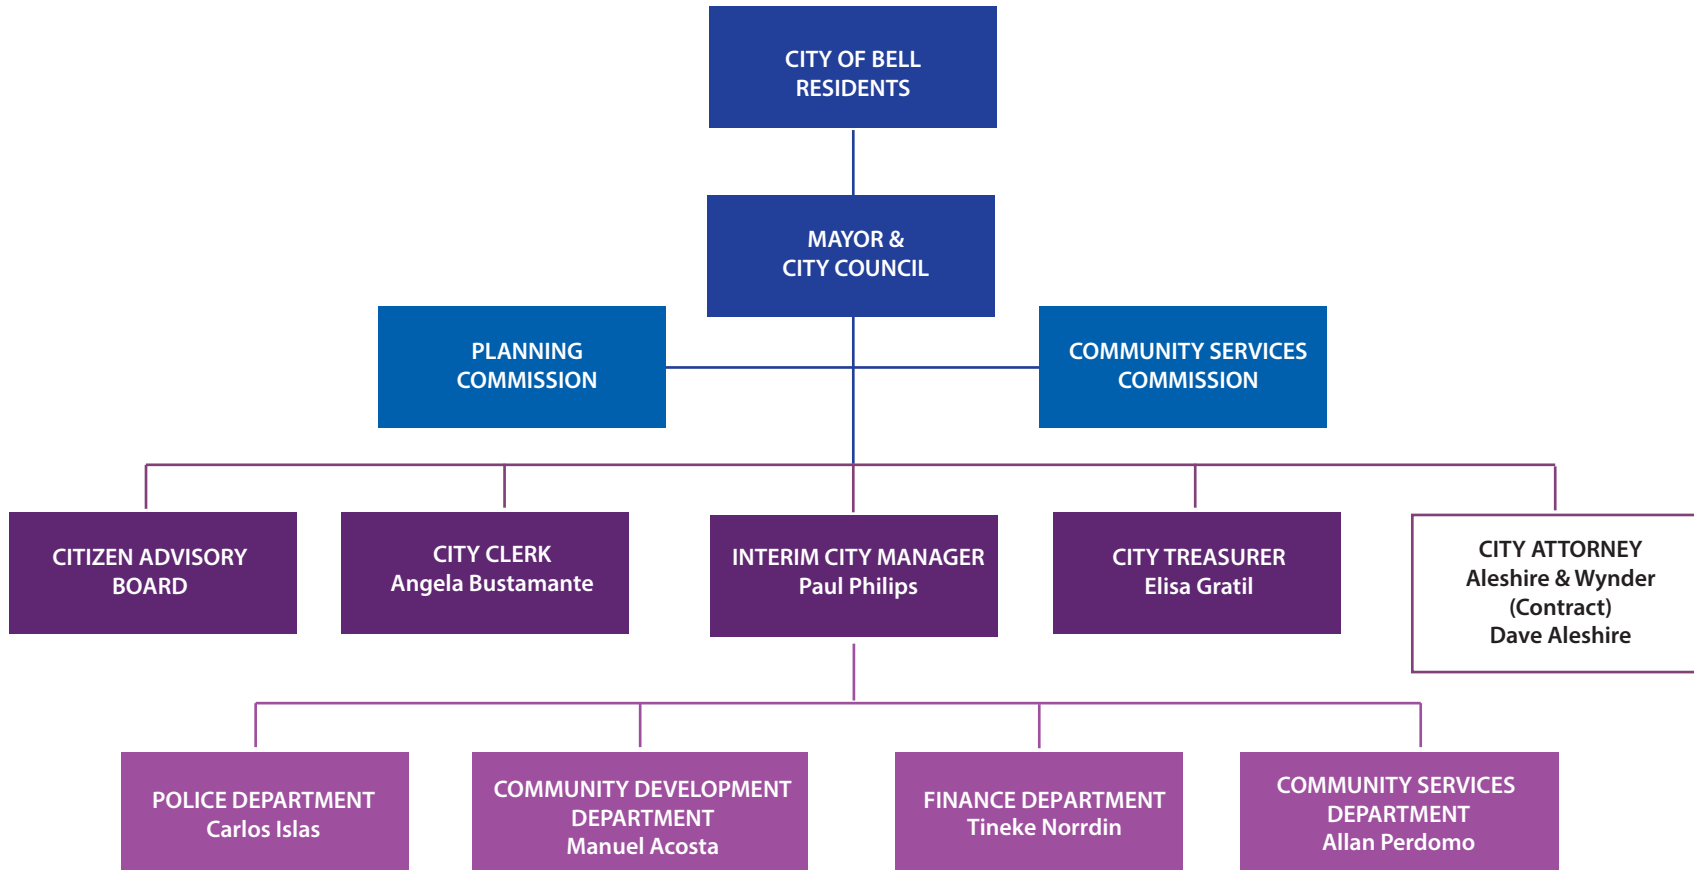 CITY OF BELL
RESIDENTS
MAYOR &
CITY COUNCIL
PLANNING
COMMISSION
COMMUNITY SERVICES
COMMISSION
CITIZEN ADVISORY
BOARD
CITY CLERK
Angela Bustamante
INTERIM CITY MANAGER
Paul Philips
CITY TREASURER
Elisa Gratil
CITY ATTORNEY
Aleshire & Wynder
(Contract)
Dave Aleshire
POLICE DEPARTMENT
Carlos Islas
COMMUNITY DEVELOPMENT
DEPARTMENT
Manuel Acosta
FINANCE DEPARTMENT
Tineke Norrdin
COMMUNITY SERVICES
DEPARTMENT
Allan Perdomo